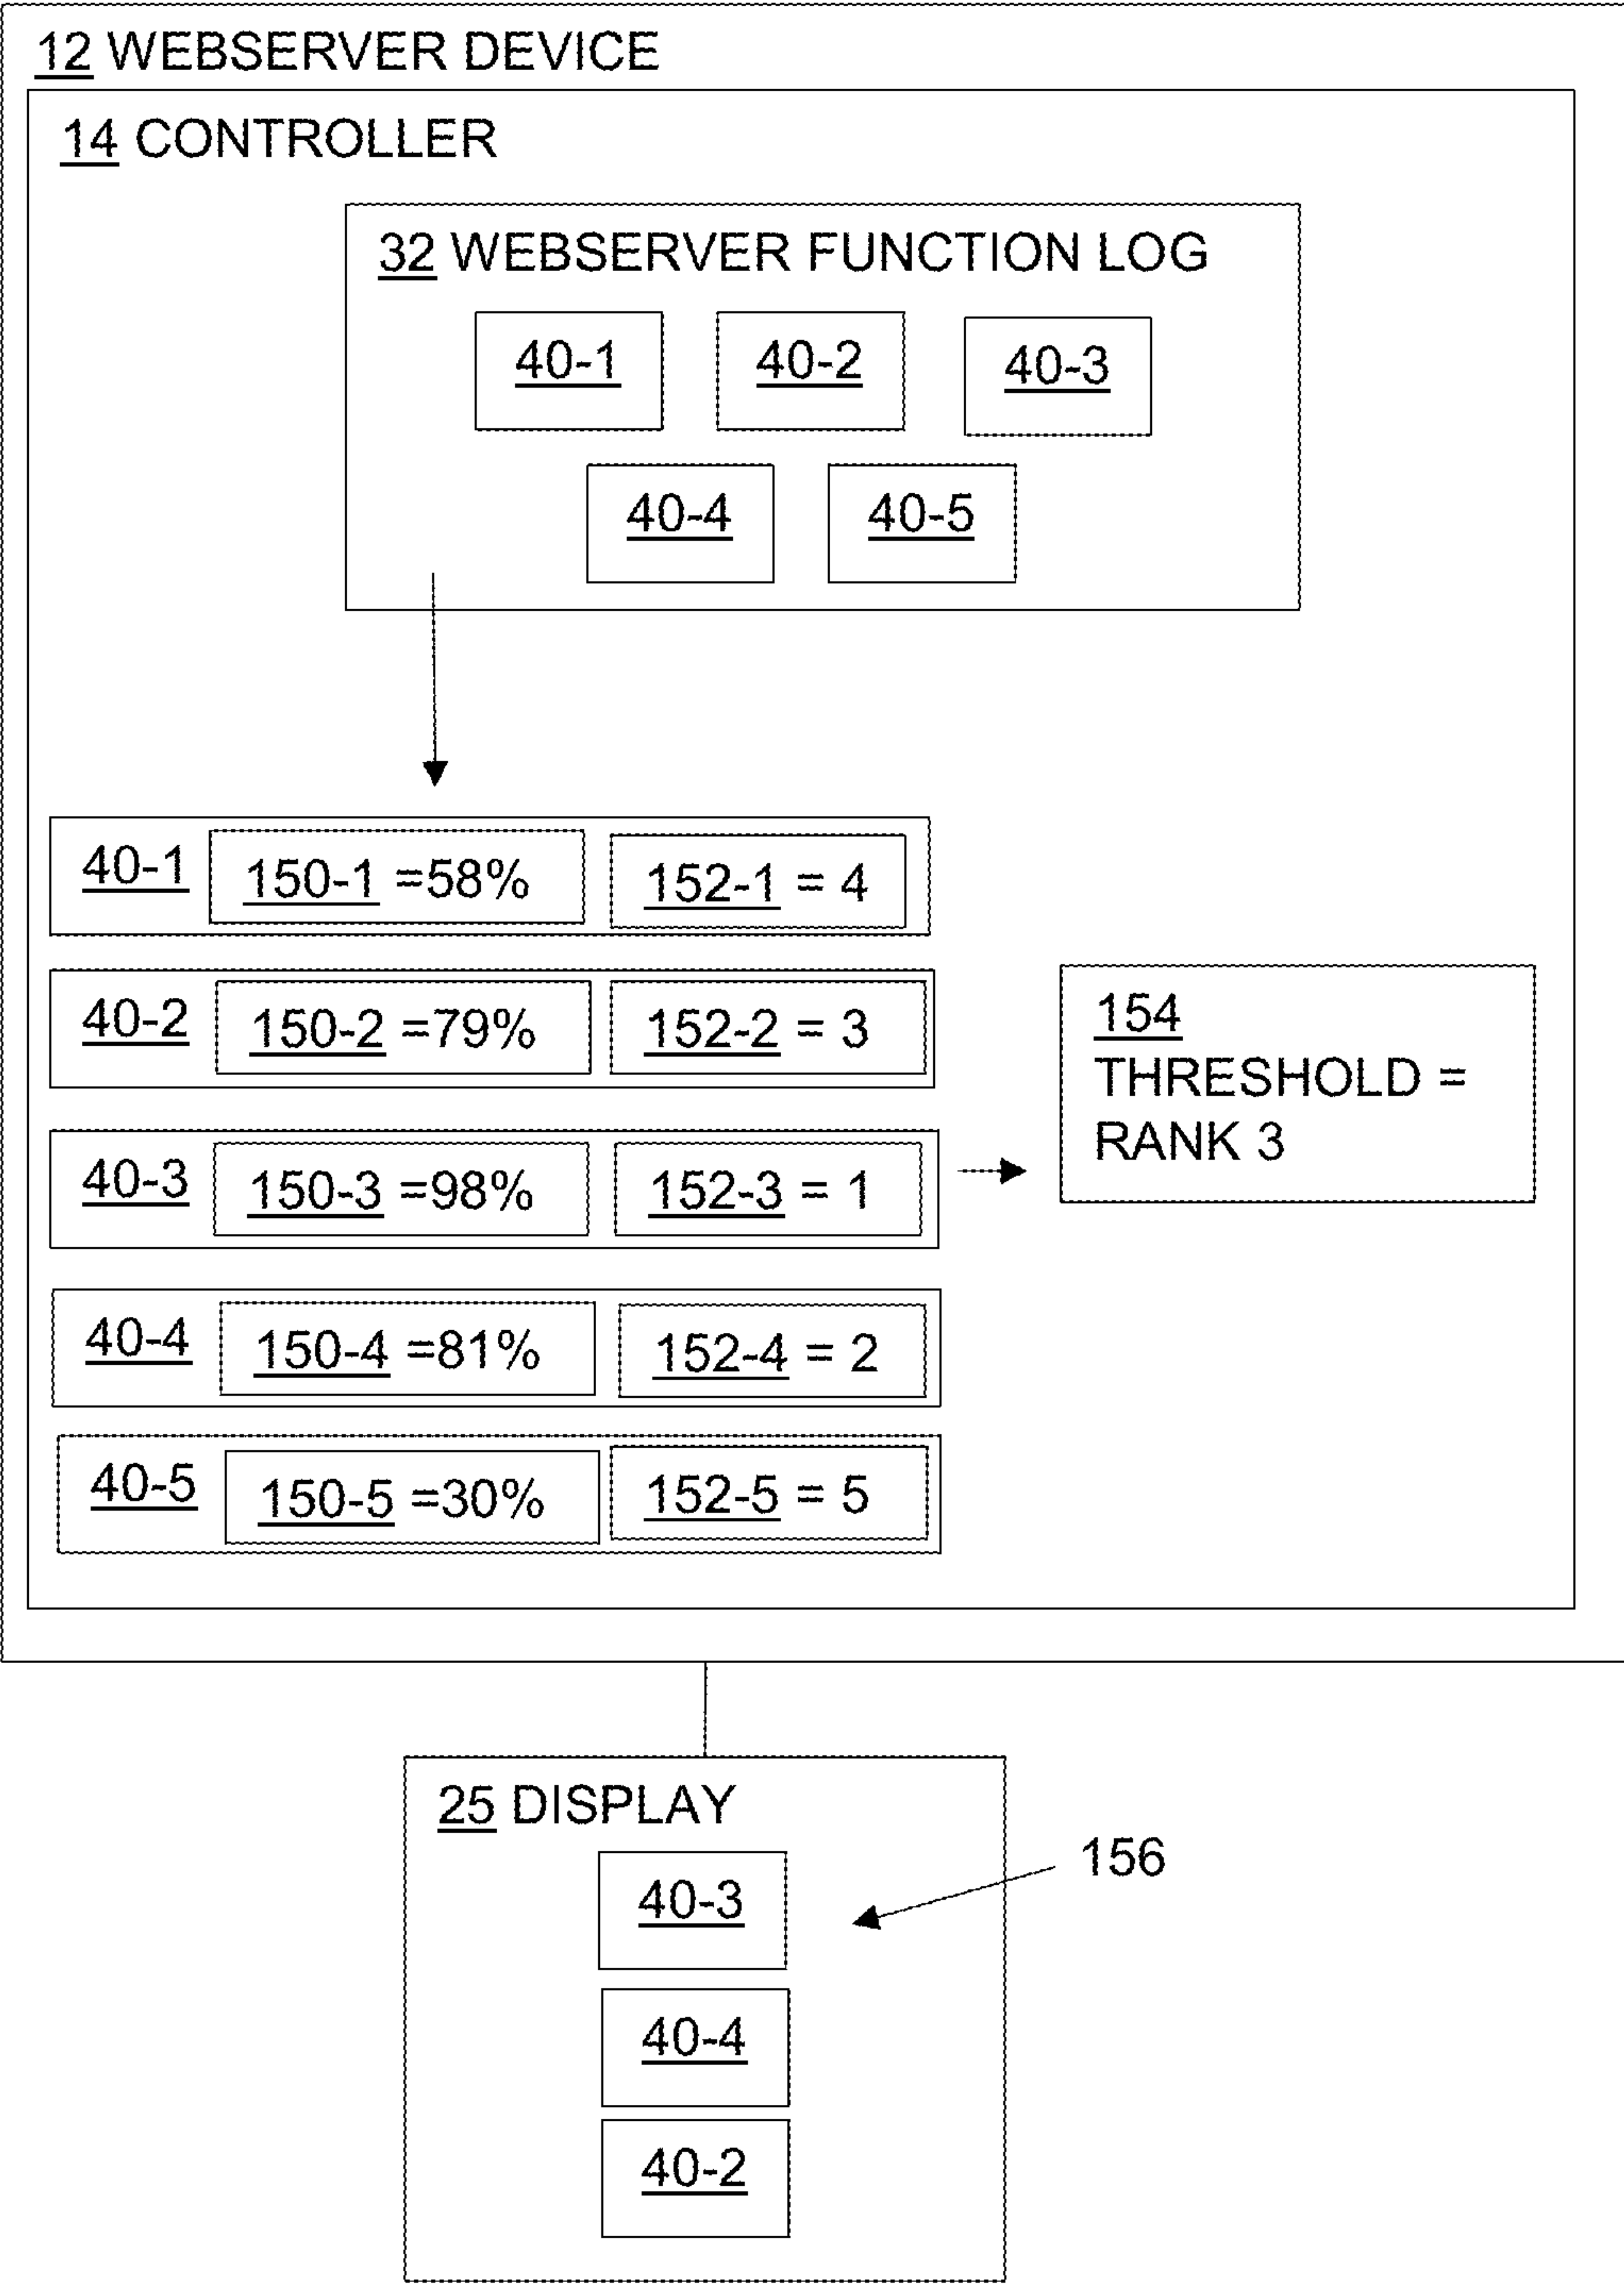 12 WEBSERVER DEVICE
14 CONTROLLER
32 WEBSERVER FUNCTION LOG
40-1 40-2 40-3
40-4 40-5
40-1 150-1 =58% 152-1 = 4
40-2 150-2 =79% 152-2 = 3
154
THRESHOLD =
RANK 3
40-3 150-3 =98% 152-3 = 1
40-4 150-4 =81% 152-4 = 2
40-5 150-5 =30% 152-5 = 5
25 DISPLAY
156
40-3
40-4
40-2